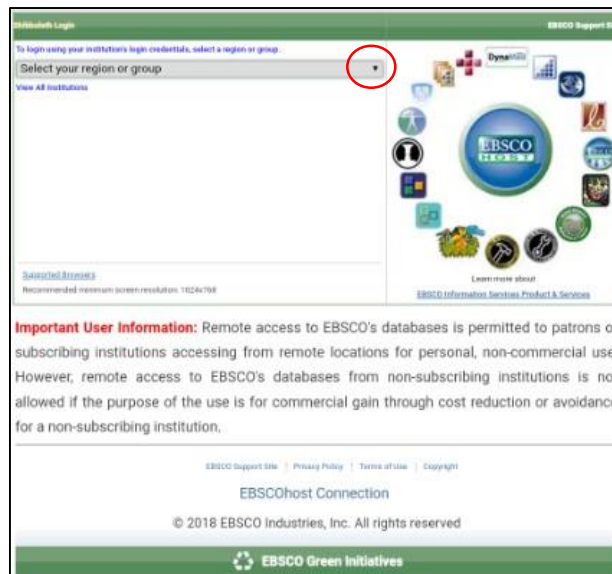 Shibboleth Login
EBSCO Support Si
To login using your institution's login credentials, select a region or group.
Select your region or group
View All Institutions
DynaMed
EBSCO
HOST
Supported Browsers
Recommended minimum screen resolution: 1024x768
Learn more about
EBSCO Information Services Product & Services
Important User Information: Remote access to EBSCO's databases is permitted to patrons o
subscribing institutions accessing from remote locations for personal, non-commercial use
However, remote access to EBSCO's databases from non-subscribing institutions is no
allowed if the purpose of the use is for commercial gain through cost reduction or avoidance
for a non-subscribing institution.
EBSCO Support Site | Privacy Policy | Terms of Use | Copyright
EBSCOhost Connection
© 2018 EBSCO Industries, Inc. All rights reserved
EBSCO Green Initiatives